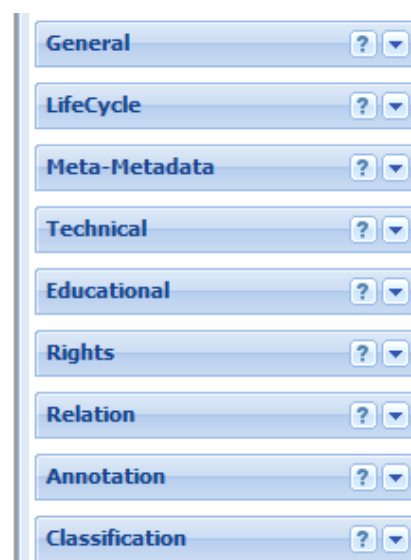 General ?
LifeCycle ?
Meta-Metadata ?
Technical ?
Educational ?
Rights ?
Relation ?
Annotation ?
Classification ?